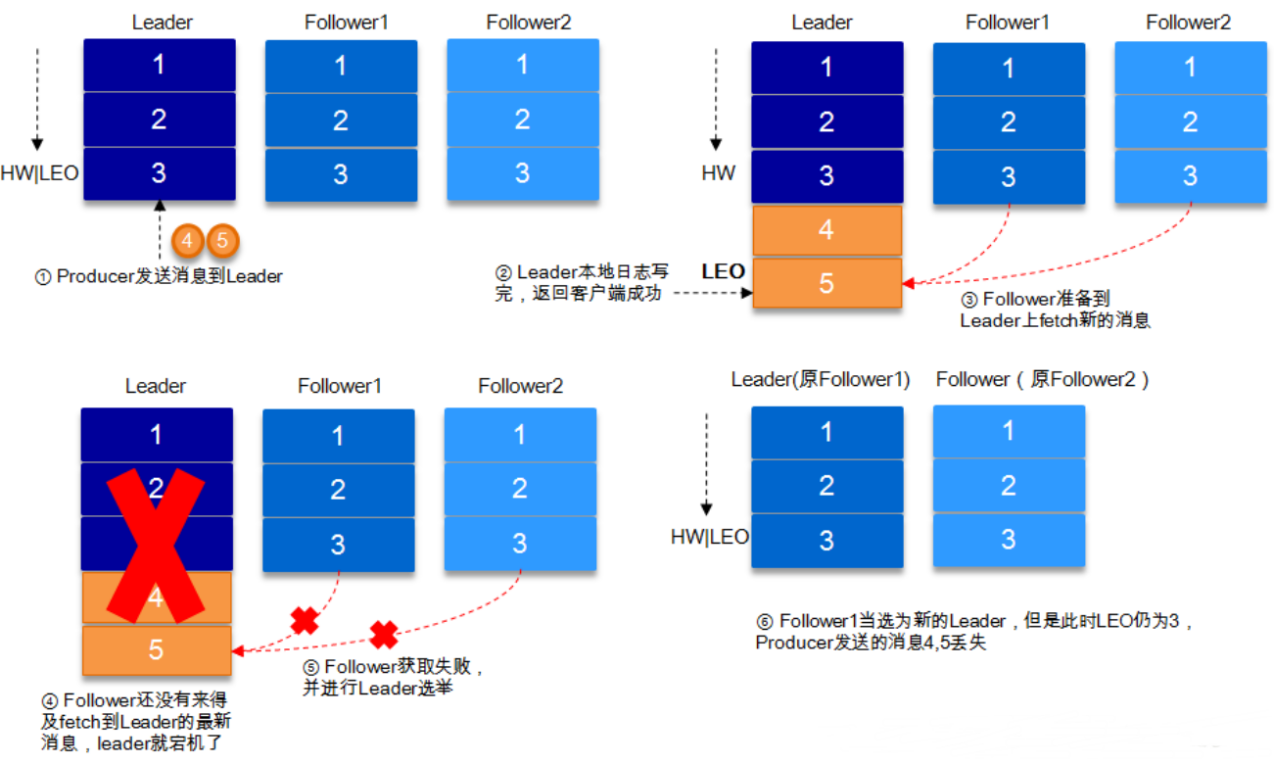 Leader Follower1 Follower2
1 1 1
2 2 2
HW|LEO 3 3 3
4 5
① Producer发送消息到Leader
Leader Follower1 Follower2
1 1 1
2 2 2
HW 3 3 3
4
LEO 5
② Leader本地日志写
完，返回客户端成功
③ Follower准备到
Leader上fetch新的消息
Leader Follower1 Follower2
1 1 1
2 2 2
3 3
4
5
④ Follower还没有来得
及fetch到Leader的最新
消息，leader就宕机了
⑤ Follower获取失败，
并进行Leader选举
Leader(原Follower1) Follower（原Follower2）
1 1
2 2
HW|LEO 3 3
⑥ Follower1当选为新的Leader，但是此时LEO仍为3，
Producer发送的消息4,5丢失